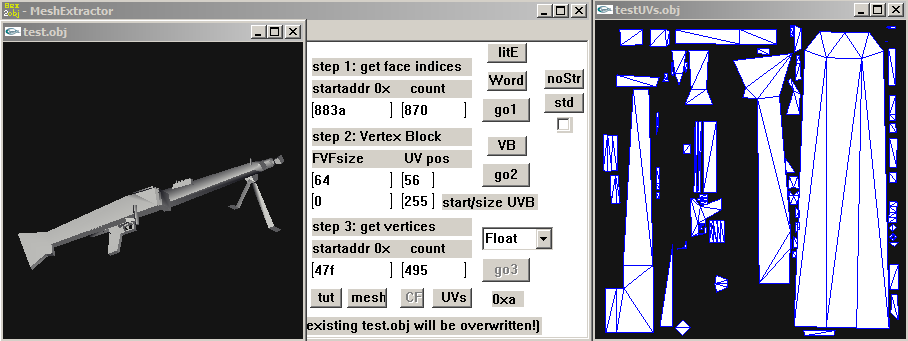 Hex
2obj
- MeshExtractor
test.obj
litE
step 1: get face indices
Word
noStr
startaddr 0x count
std
[883a ] [870 ]
go1
step 2: Vertex Block
VB
FVFsize UV pos
go2
[64 ] [56 ]
[0 ] [255 ] start/size UVB
step 3: get vertices
Float
startaddr 0x count
[47f ] [495 ]
go3
tut mesh CF UVs 0xa
existing test.obj will be overwritten!)
testUVs.obj